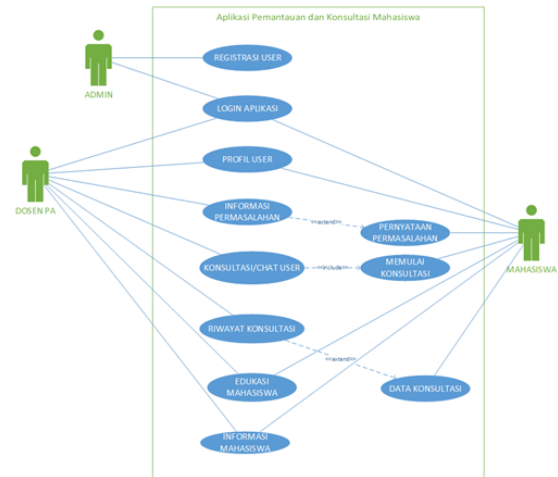 Aplikasi Pemantauan dan Konsultasi Mahasiswa
REGISTRASI USER
ADMIN
LOGIN APLIKASI
PROFIL USER
DOSEN PA
INFORMASI
PERMASALAHAN
<<extend>>
PERNYATAAN
PERMASALAHAN
KONSULTASI/CHAT USER
<<include>>
MEMULAI
KONSULTASI
MAHASISWA
RIWAYAT KONSULTASI
<<extend>>
EDUKASI
MAHASISWA
DATA KONSULTASI
INFORMASI
MAHASISWA